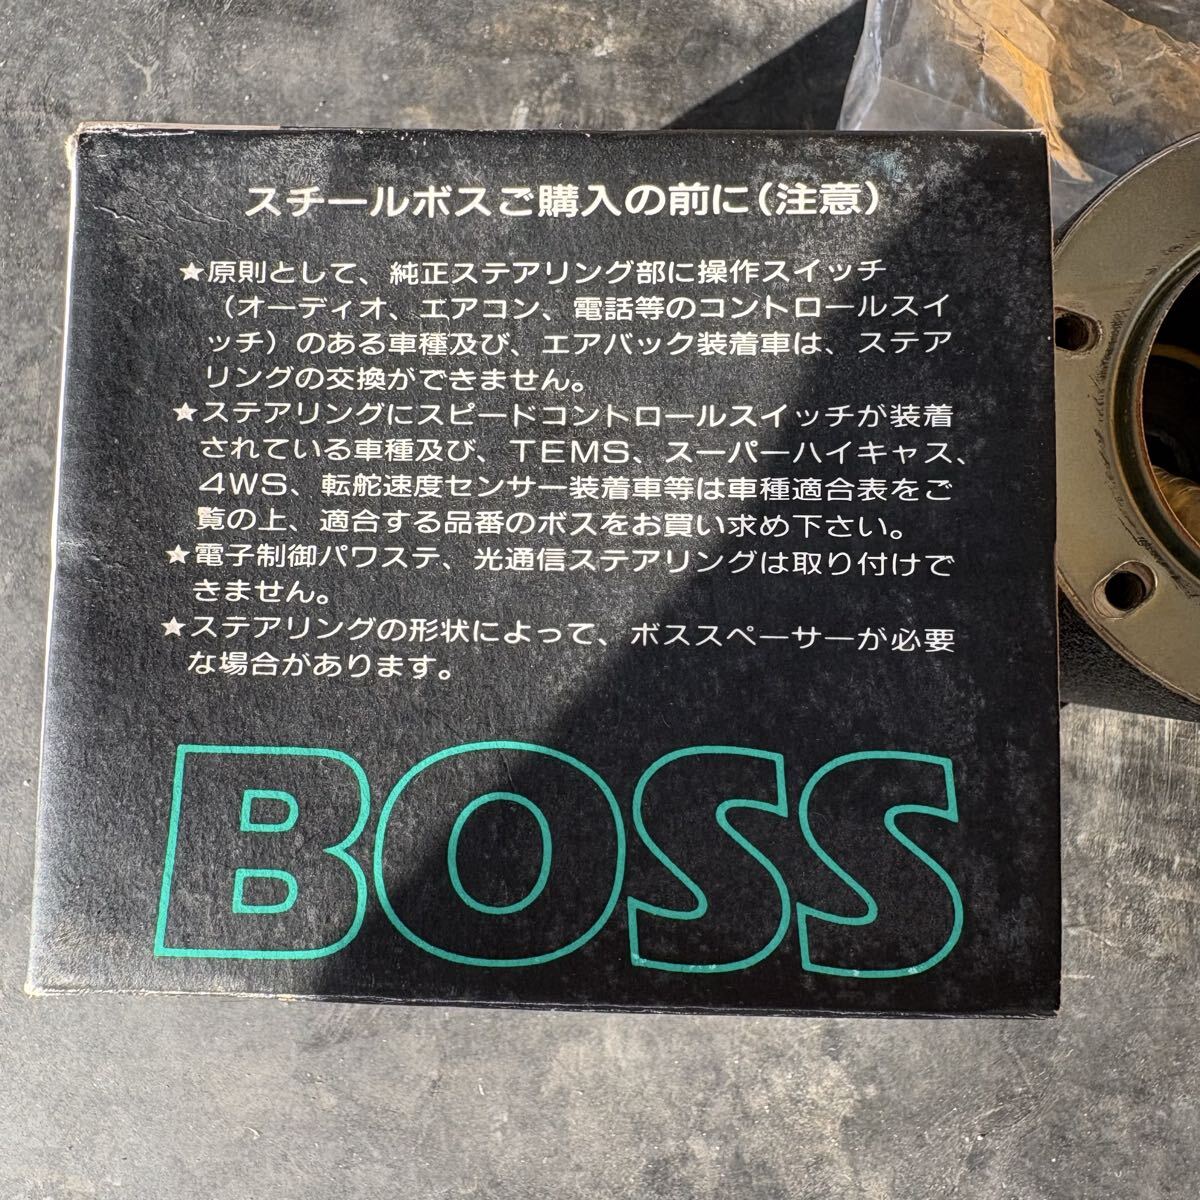 スチールボスご購入の前に(注意)
★原則として、純正ステアリング部に操作スイッチ
(オーディオ、エアコン、電話等のコントロールスイ
ッチ)のある車種及び、エアバック装着車は、ステア
リングの交換ができません。
★ステアリングにスピードコントロールスイッチが装着
されている車種及び、TEMS、スーパーハイキャス、
4WS、転舵速度センサー装着車等は車種適合表をご
覧の上、適合する品番のボスをお買い求め下さい。
★電子制御パワステ、光通信ステアリングは取り付けで
きません。
★ステアリングの形状によって、ボススペーサーが必要
な場合があります。
BOSS